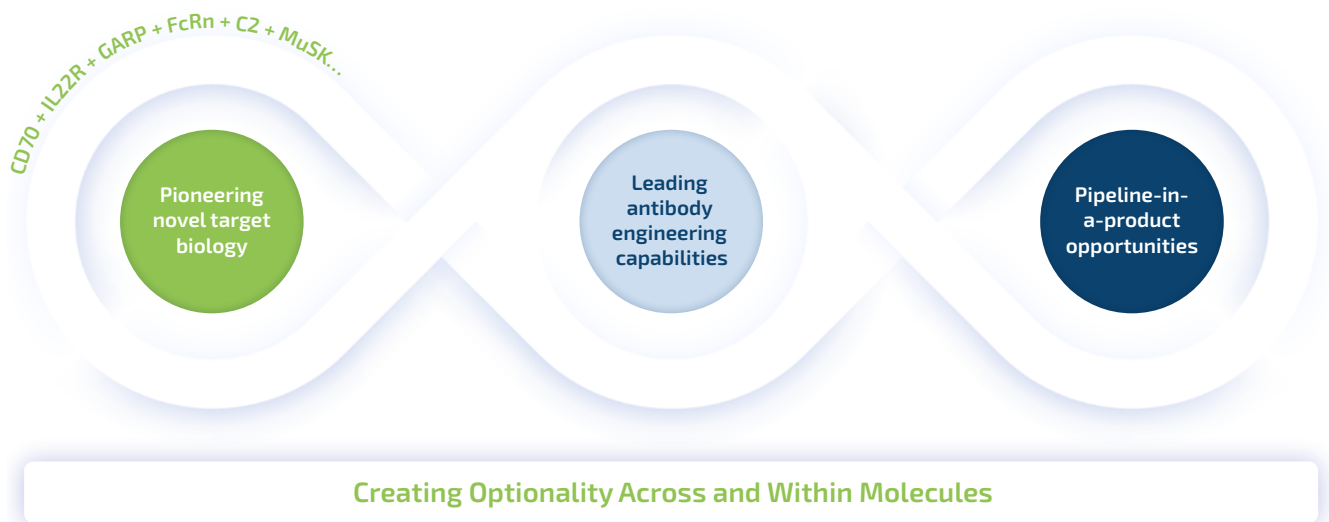 CD70 + IL22R + GARP + FcRn + C2 + MuSK...
Pioneering
novel target
biology
Leading
antibody
engineering
capabilities
Pipeline-in-
a-product
opportunities
Creating Optionality Across and Within Molecules